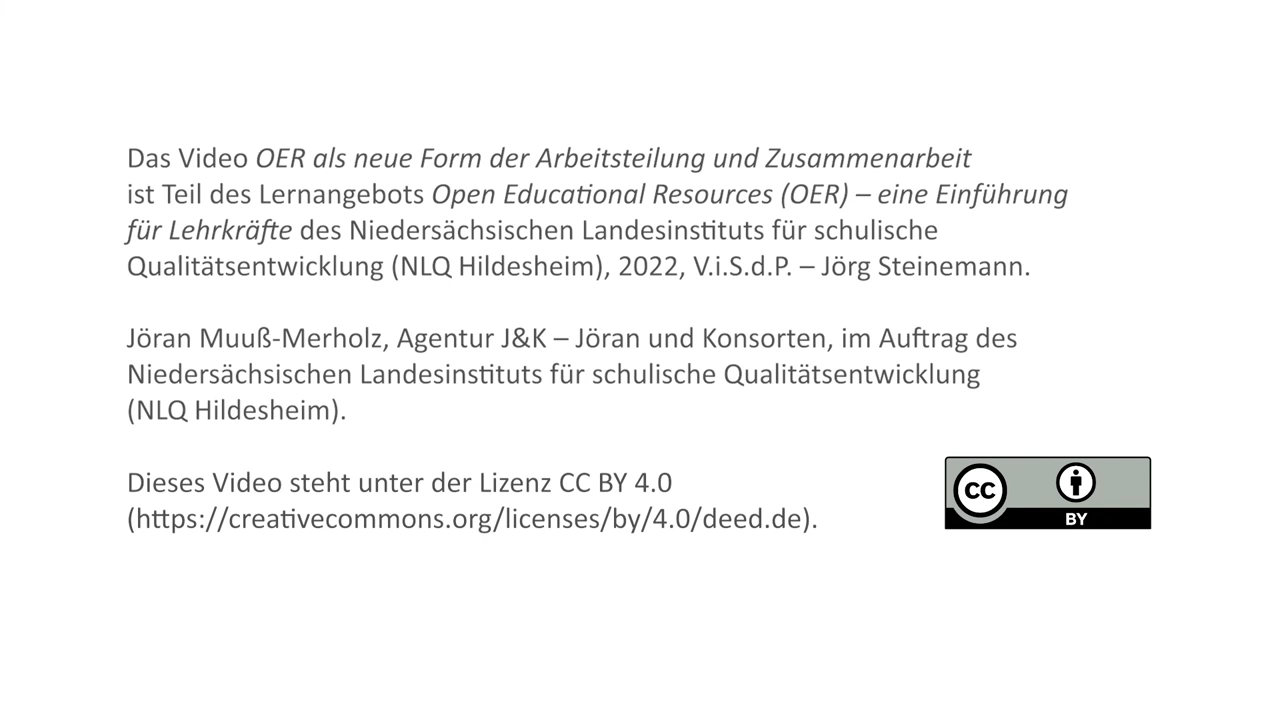 Das Video OER als neue Form der Arbeitsteilung und Zusammenarbeit
ist Teil des Lernangebots Open Educational Resources (OER) – eine Einführung
für Lehrkräfte des Niedersächsischen Landesinstituts für schulische
Qualitätsentwicklung (NLQ Hildesheim), 2022, V.i.S.d.P. – Jörg Steinemann.
Jöran Muuß-Merholz, Agentur J&K – Jöran und Konsorten, im Auftrag des
Niedersächsischen Landesinstituts für schulische Qualitätsentwicklung
(NLQ Hildesheim).
Dieses Video steht unter der Lizenz CC BY 4.0
(https://creativecommons.org/licenses/by/4.0/deed.de).
CC
BY